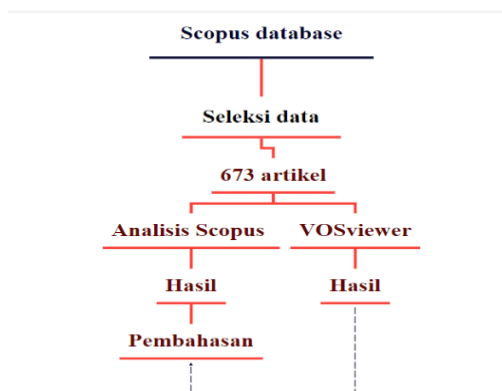 Scopus database
Seleksi data
673 artikel
Analisis Scopus
VOSviewer
Hasil
Hasil
Pembahasan